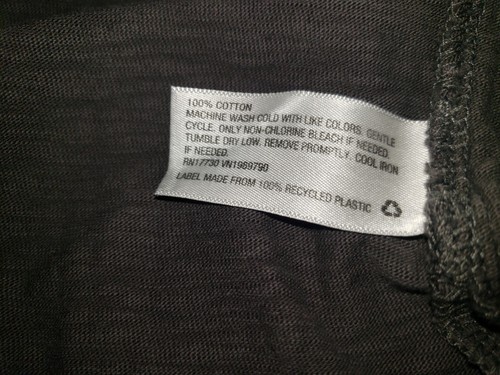 100% COTTON
MACHINE WASH COLD WITH LIKE COLORS. GENTLE
CYCLE. ONLY NON-CHLORINE BLEACH IF NEEDED.
TUMBLE DRY LOW. REMOVE PROMPTLY. COOL IRON
IF NEEDED.
RN17730 VN1989790
LABEL MADE FROM 100% RECYCLED PLASTIC